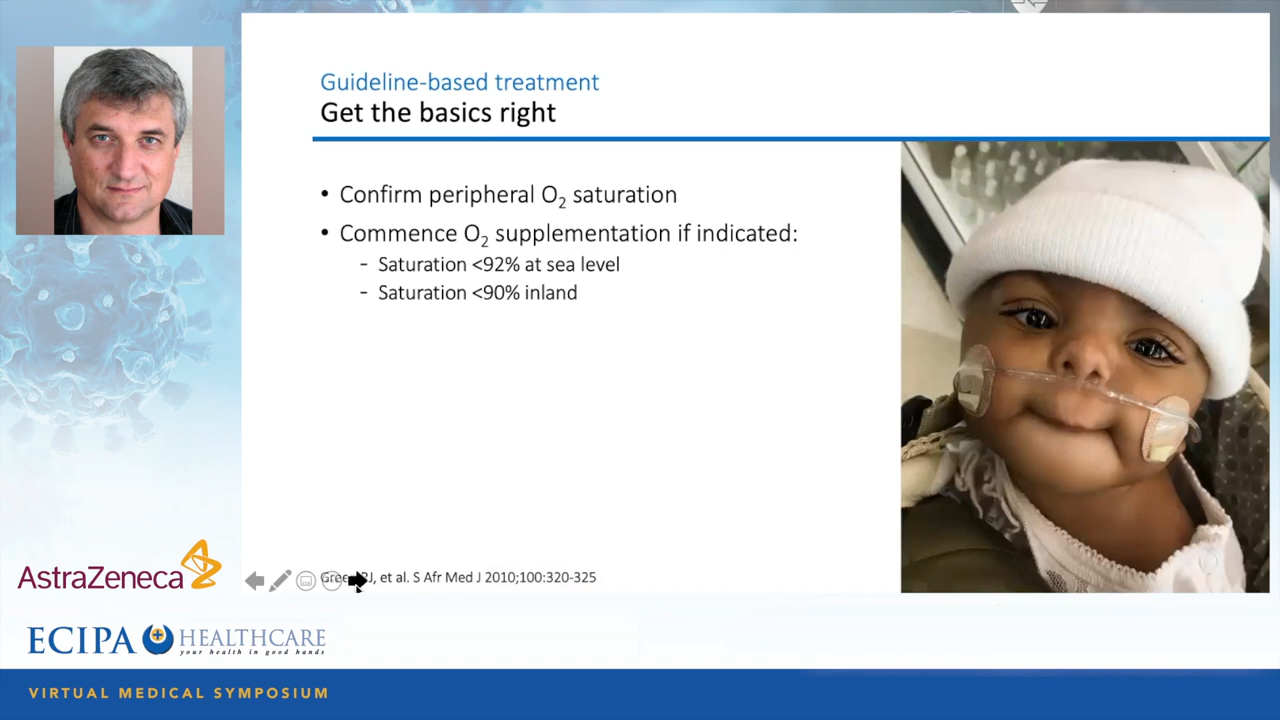 Guideline-based treatment
Get the basics right
• Confirm peripheral O₂ saturation
• Commence O₂ supplementation if indicated:
- Saturation <92% at sea level
- Saturation <90% inland
J, et al. S Afr Med J 2010;100:320-325
AstraZeneca
ECIPA HEALTHCARE
your health in good hands
VIRTUAL MEDICAL SYMPOSIUM